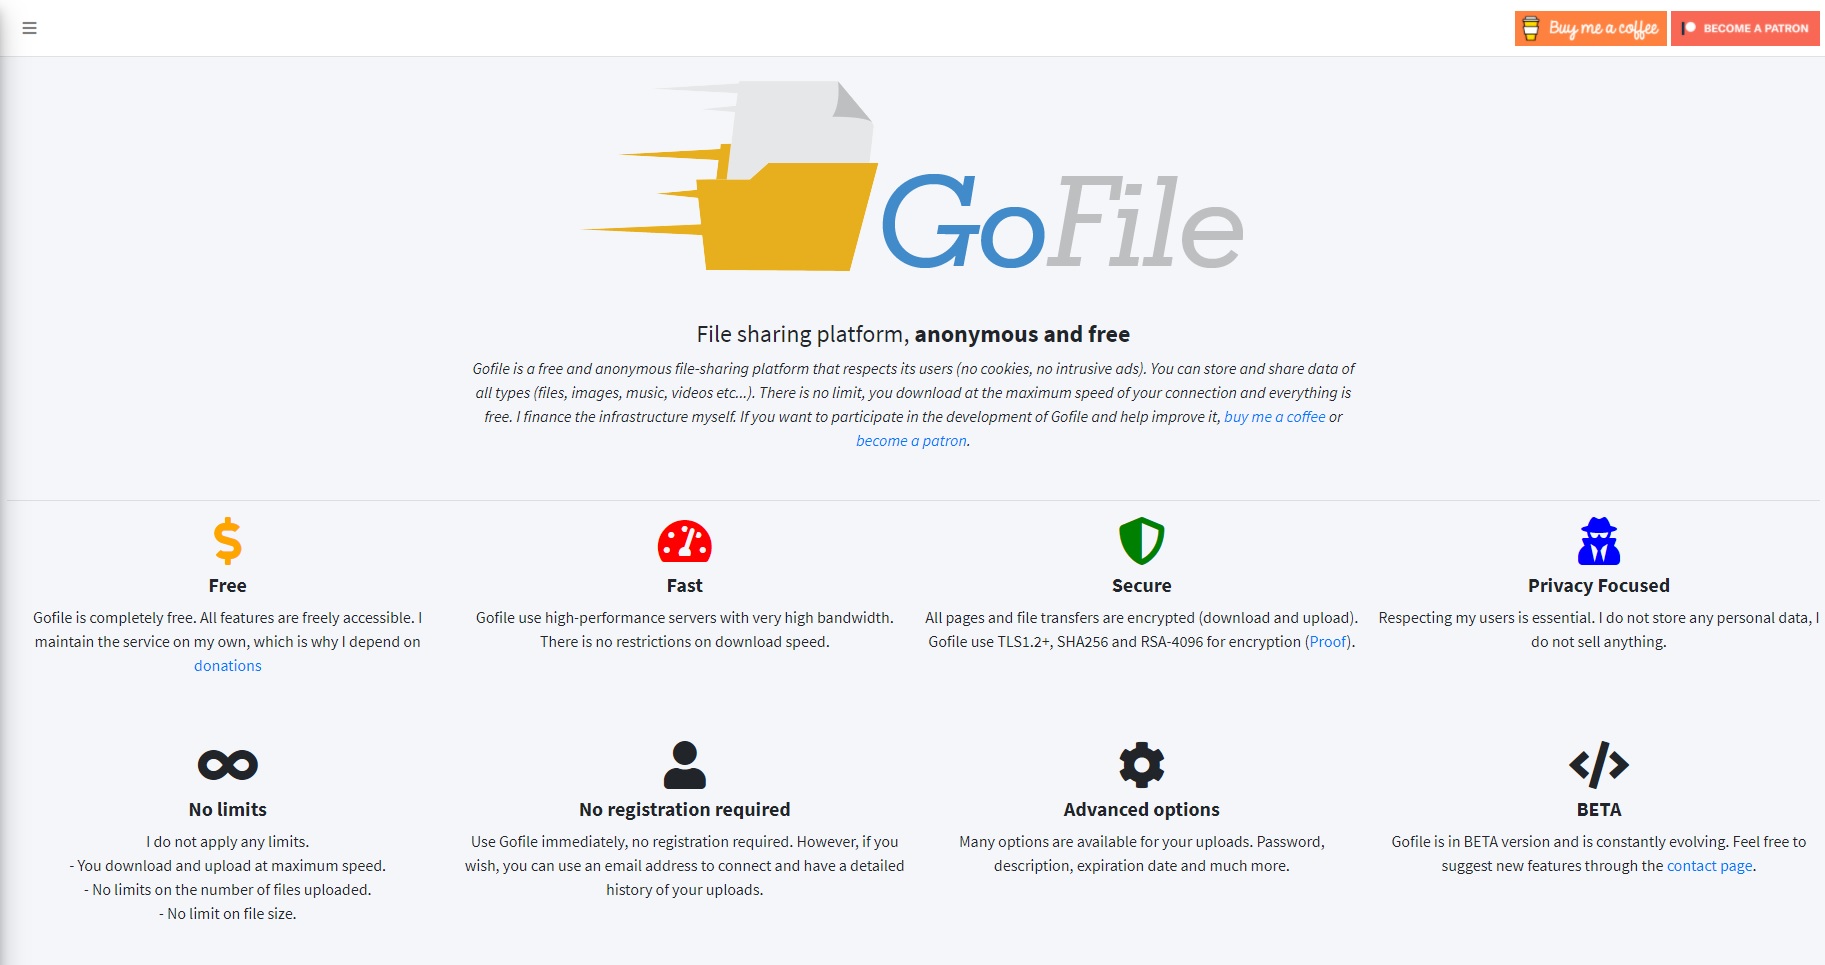 Buy me a coffee
BECOME A PATRON
GoFile
File sharing platform, anonymous and free
Gofile is a free and anonymous file-sharing platform that respects its users (no cookies, no intrusive ads). You can store and share data of
all types (files, images, music, videos etc...). There is no limit, you download at the maximum speed of your connection and everything is
free. I finance the infrastructure myself. If you want to participate in the development of Gofile and help improve it, buy me a coffee or
become a patron.
Free
Gofile is completely free. All features are freely accessible. I
maintain the service on my own, which is why I depend on
donations
Fast
Gofile use high-performance servers with very high bandwidth.
There is no restrictions on download speed.
Secure
All pages and file transfers are encrypted (download and upload).
Gofile use TLS1.2+, SHA256 and RSA-4096 for encryption (Proof).
Privacy Focused
Respecting my users is essential. I do not store any personal data, I
do not sell anything.
No limits
I do not apply any limits.
- You download and upload at maximum speed.
- No limits on the number of files uploaded.
- No limit on file size.
No registration required
Use Gofile immediately, no registration required. However, if you
wish, you can use an email address to connect and have a detailed
history of your uploads.
Advanced options
Many options are available for your uploads. Password,
description, expiration date and much more.
BETA
Gofile is in BETA version and is constantly evolving. Feel free to
suggest new features through the contact page.